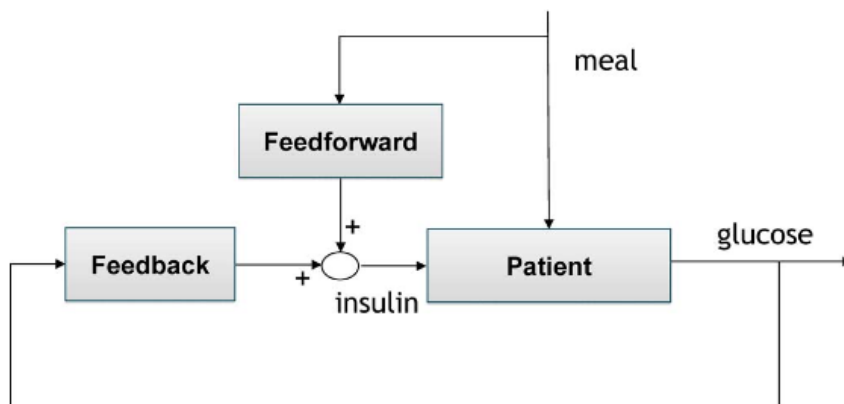 meal
Feedforward
+
glucose
Feedback
Patient
+
insulin